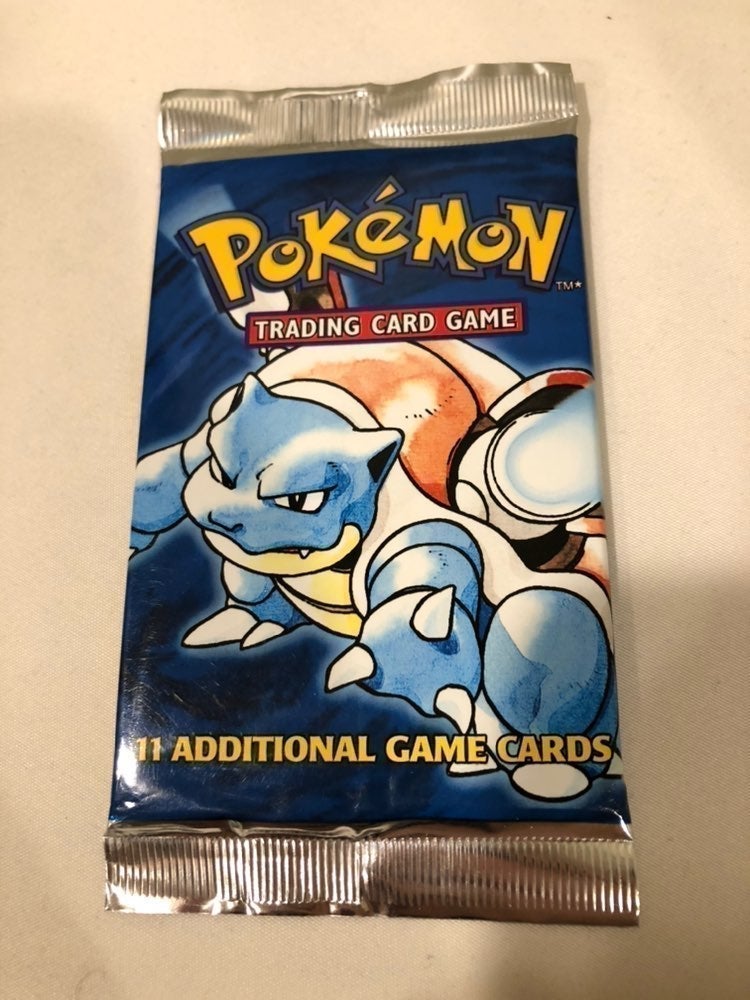 POKéMON
TM*
TRADING CARD GAME
11 ADDITIONAL GAME CARDS